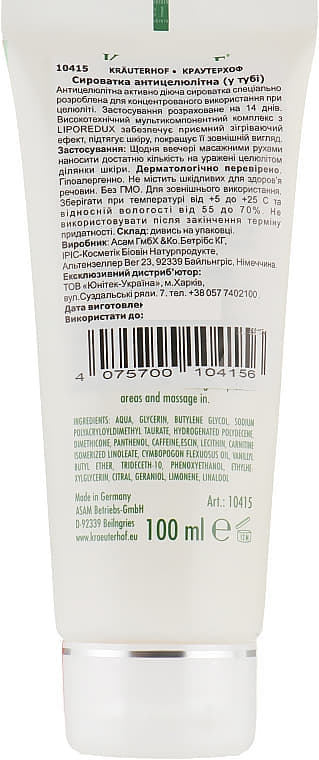 10415 KRÄUTERHOF • КРАУТЕРХОФ
Сироватка антицелюлітна (у тубі)
Антицелюлітна активно діюча сироватка спеціально
розроблена для концентрованого використання при
целюліті. Застосування розраховане на 14 днів.
Високотехнічний мультикомпонентний комплекс з
LIPOREDUX забезпечує приємний зігріваючий
ефект, підтягує шкіру, покращує її зовнішній вигляд.
Застосування: Щодня ввечері масажними рухами
наносити достатню кількість на уражені целюлітом
ділянки шкіри. Дерматологічно перевірено.
Гіпоалергенно. Не містить шкідливих для здоров'я
речовин. Без ГМО. Для зовнішнього використання.
Зберігати при температурі від +5 до +25 С та
відносній вологості від 55 до 70%. Не
використовувати після закінчення терміну
придатності. Склад: дивись на упаковці.
Виробник: Асам ГмбХ &Ко.Бетрібс КГ,
ІРІС-Косметік Біовін Натурпродукте,
Альтензеллер Вег 23, 92339 Байльнгріс, Німеччина.
Ексклюзивний дистриб'ютор:
ТОВ «Юнітек-Україна», м.Харків,
вул.Суздальські ряли. 7. тел.+38 057 7402100
Дата виготовлен
Використати до:
4 075700 104156
areas and massage in.
INGREDIENTS: AQUA, GLYCERIN, BUTYLENE GLYCOL, SODIUM
POLYACRYLOYLDIMETHYL TAURATE, HYDROGENATED POLYDECENE,
DIMETHICONE, PANTHENOL, CAFFEINE,ESCIN, LECITHIN, CARNITINE
ISOMERIZED LINOLEATE, CYMBOPOGON FLEXUOSUS OIL, VANILLYL
BUTYL ETHER, TRIDECETH-10, PHENOXYETHANOL, ETHYLHE-
XYLGLYCERIN, CITRAL, GERANIOL, LIMONENE, LINALOOL
Made in Germany
ASAM Betriebs-GmbH
D-92339 Beilngries
www.kraeuterhof.eu
Art.: 10415
100 ml e
12 M